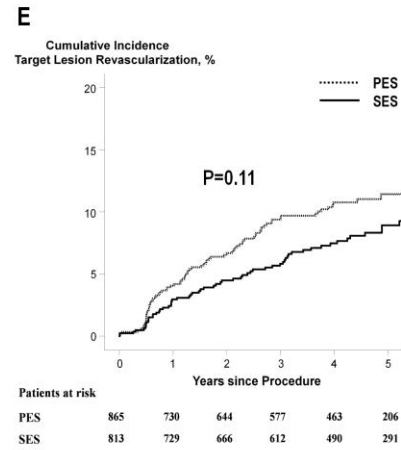 E
Cumulative Incidence
Target Lesion Revascularization, %
PES
SES
P=0.11
20
15
10
5
0
0 1 2 3 4 5
Years since Procedure
Patients at risk
PES 865 730 644 577 463 206
SES 813 729 666 612 490 291